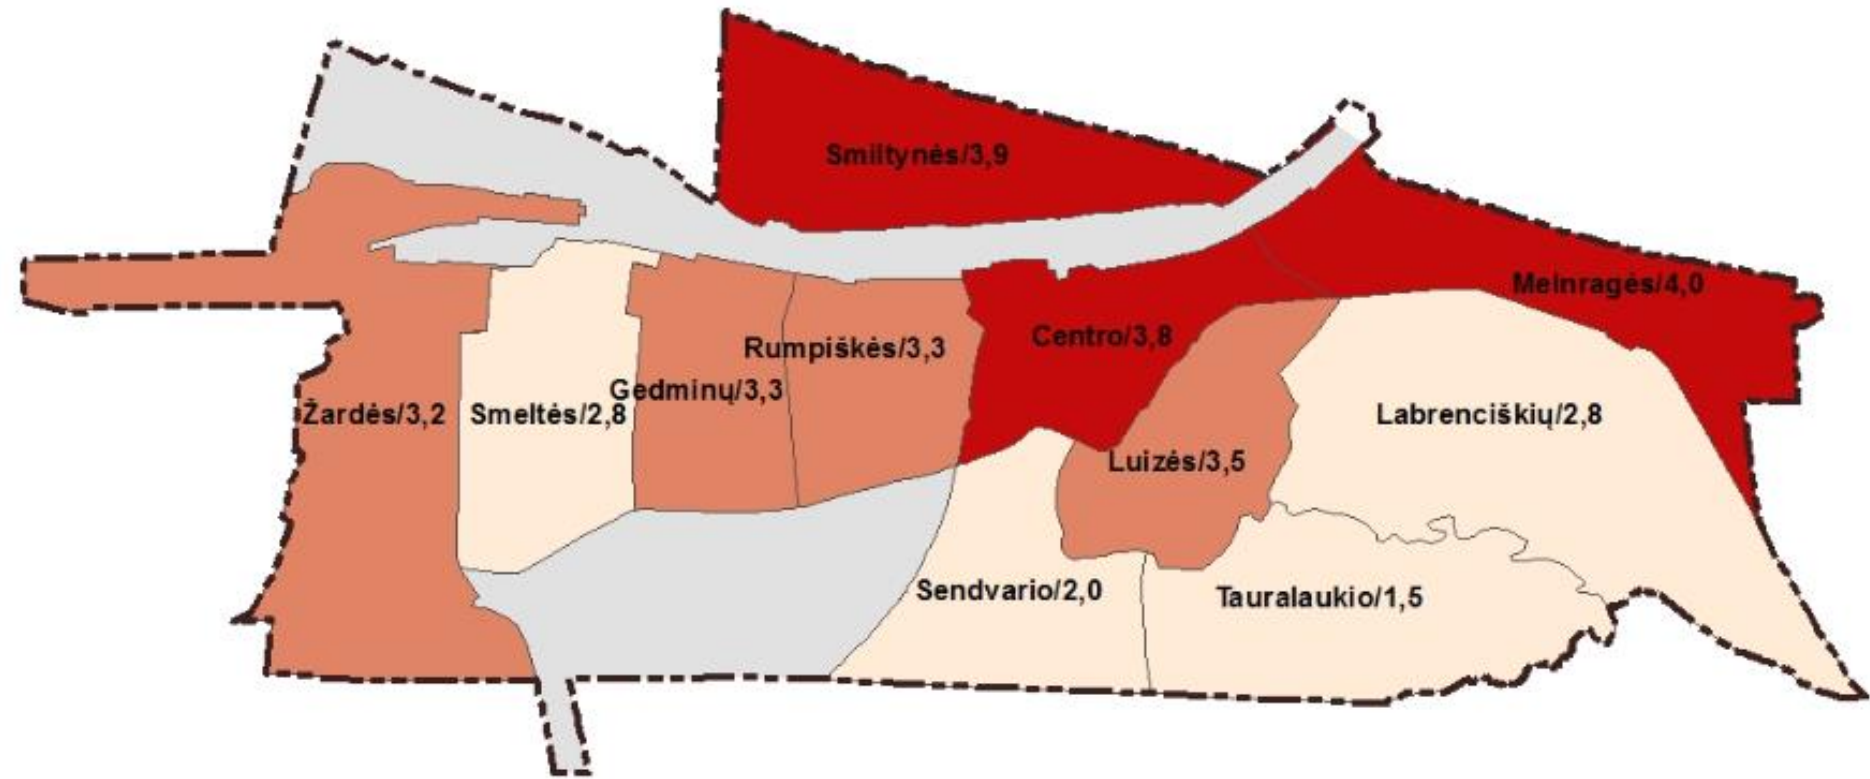 Smiltynės/3,9
Melnragės/4,0
Centro/3,8
Rumpiškės/3,3
Gedminų/3,3
Žardės/3,2
Smeltės/2,8
Labrenciškių/2,8
Luizės/3,5
Sendvario/2,0
Tauralaukio/1,5